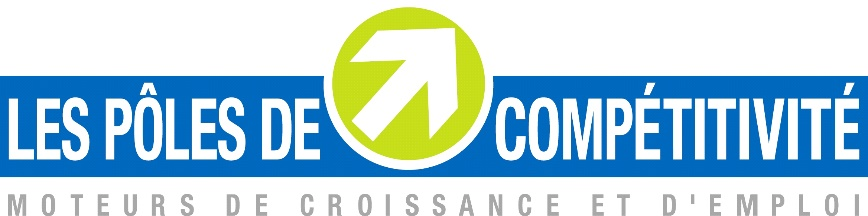 LES PÔLES DE COMPÉTITIVITÉ
MOTEURS DE CROISSANCE ET D'EMPLOI